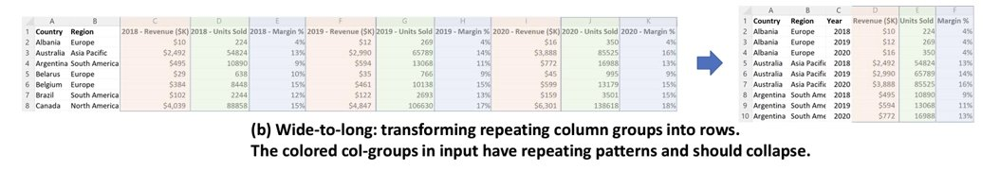 A B C D E F G H I J K
1 Country Region 2018 - Revenue ($K) 2018 - Units Sold 2018 - Margin % 2019 - Revenue ($K) 2019 - Units Sold 2019 - Margin % 2020 - Revenue ($K) 2020 - Units Sold 2020 - Margin %
2 Albania Europe $10 224 4% $12 269 4% $16 350 4%
3 Australia Asia Pacific $2,492 54824 13% $2,990 65789 14% $3,888 85525 16%
4 Argentina South America $495 10890 9% $594 13068 11% $772 16988 13%
5 Belarus Europe $29 638 10% $35 766 9% $45 995 9%
6 Belgium Europe $384 8448 15% $461 10138 15% $599 13179 15%
7 Brazil South America $102 2244 12% $122 2693 13% $159 3501 15%
8 Canada North America $4,039 88858 15% $4,847 106630 17% $6,301 138618 18%
A B C D E F
1 Country Region Year Revenue ($K) Units Sold Margin %
2 Albania Europe 2018 $10 224 4%
3 Albania Europe 2019 $12 269 4%
4 Albania Europe 2020 $16 350 4%
5 Australia Asia Pacific 2018 $2,492 54824 13%
6 Australia Asia Pacific 2019 $2,990 65789 14%
7 Australia Asia Pacific 2020 $3,888 85525 16%
8 Argentina South Ame 2018 $495 10890 9%
9 Argentina South Ame 2019 $594 13068 11%
10 Argentina South Ame 2020 $772 16988 13%
(b) Wide-to-long: transforming repeating column groups into rows.
The colored col-groups in input have repeating patterns and should collapse.